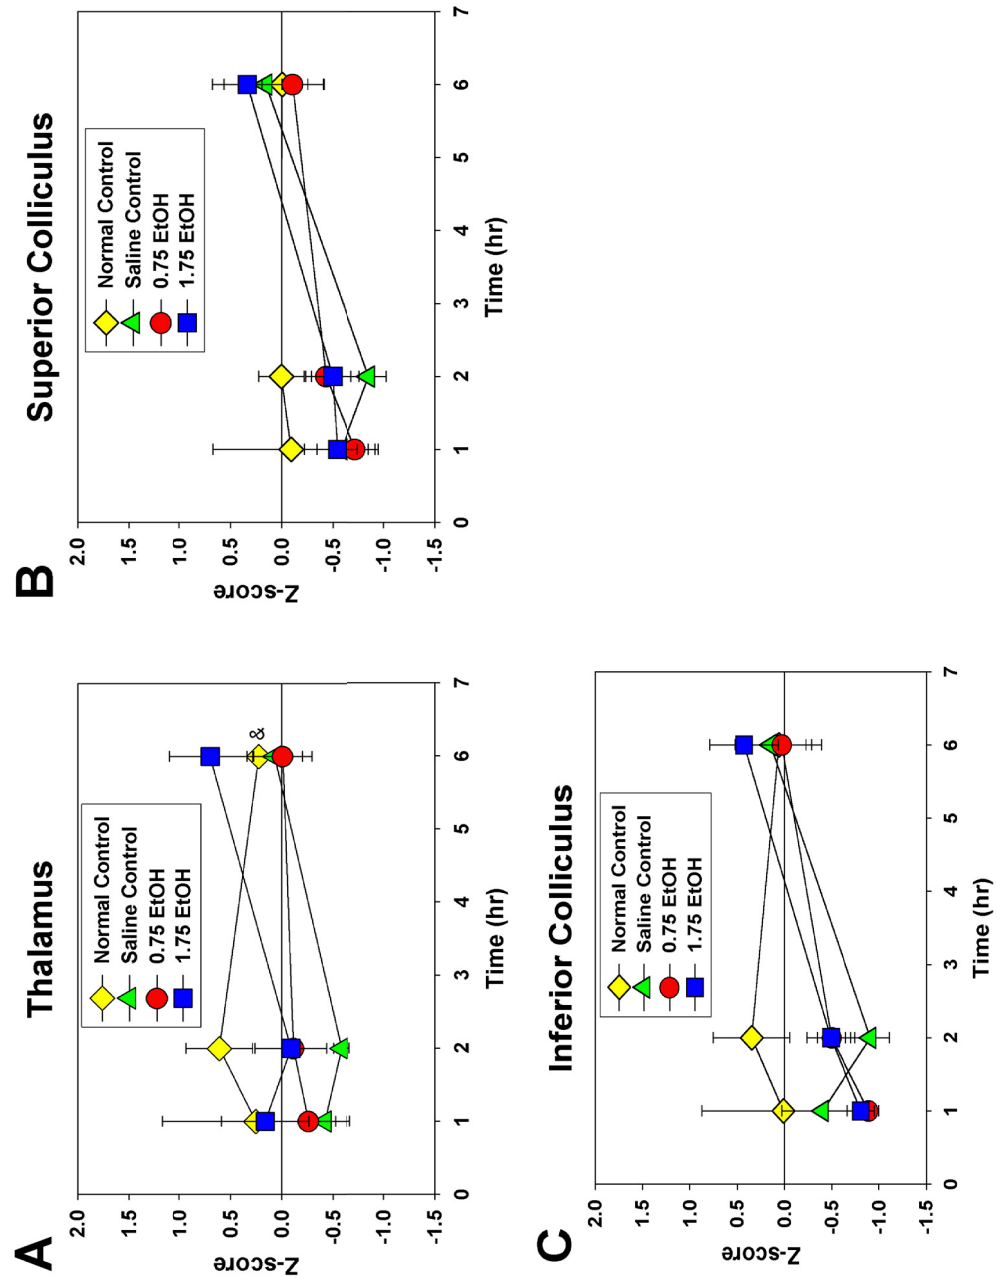 A
Thalamus
Normal Control
Saline Control
0.75 EtOH
1.75 EtOH
&
2.0
1.5
1.0
0.5
0.0
-0.5
-1.0
-1.5
Z-score
0 1 2 3 4 5 6 7
Time (hr)
B
Superior Colliculus
Normal Control
Saline Control
0.75 EtOH
1.75 EtOH
2.0
1.5
1.0
0.5
0.0
-0.5
-1.0
-1.5
Z-score
0 1 2 3 4 5 6 7
Time (hr)
C
Inferior Colliculus
Normal Control
Saline Control
0.75 EtOH
1.75 EtOH
2.0
1.5
1.0
0.5
0.0
-0.5
-1.0
-1.5
Z-score
0 1 2 3 4 5 6 7
Time (hr)